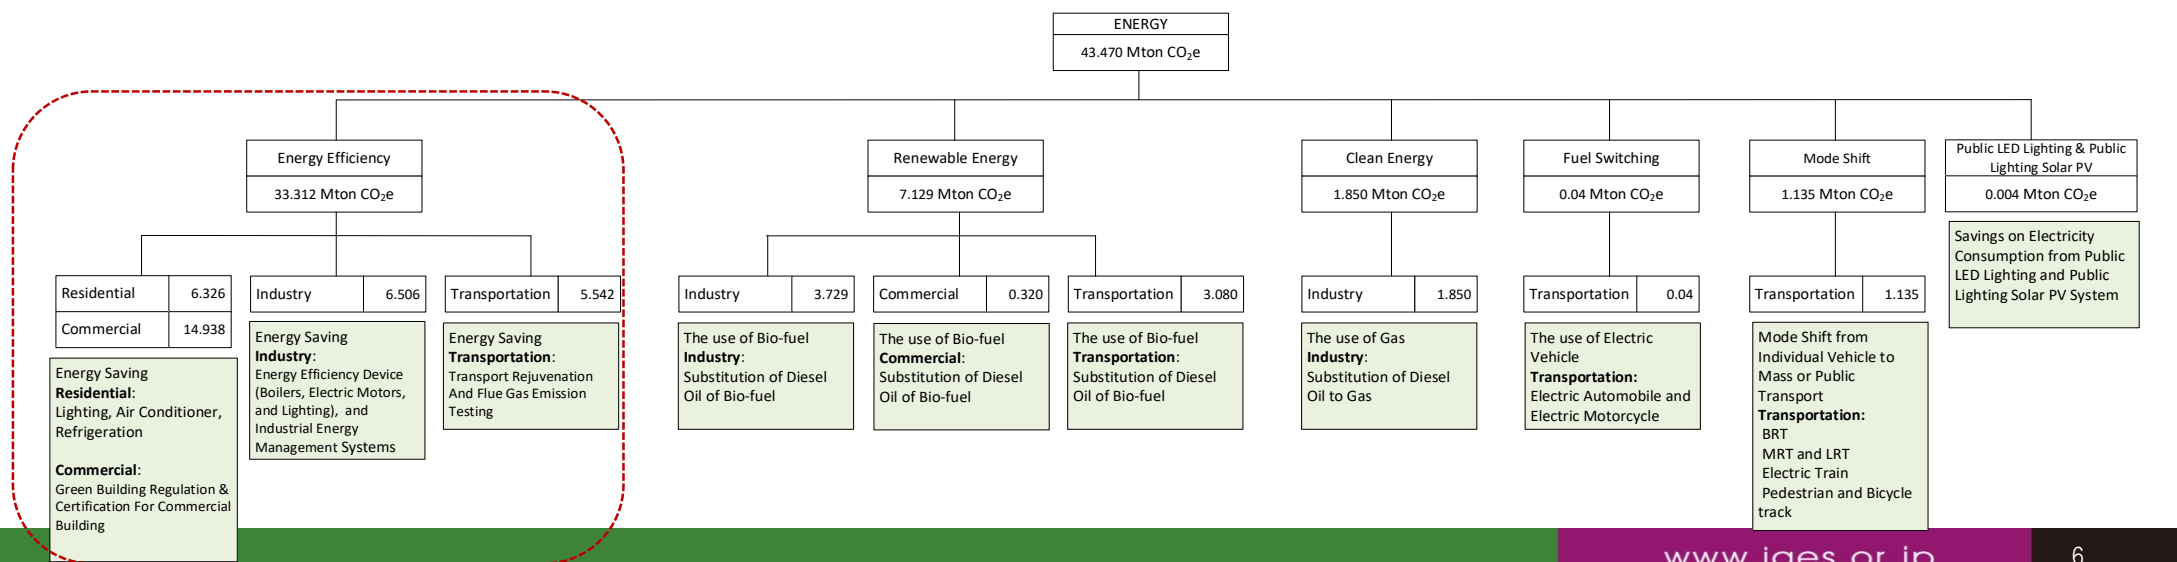 ENERGY
43.470 Mton CO₂e
Energy Efficiency
33.312 Mton CO₂e
Renewable Energy
7.129 Mton CO₂e
Clean Energy
1.850 Mton CO₂e
Fuel Switching
0.04 Mton CO₂e
Mode Shift
1.135 Mton CO₂e
Public LED Lighting & Public
Lighting Solar PV
0.004 Mton CO₂e
Residential 6.326
Commercial 14.938
Energy Saving
Residential:
Lighting, Air Conditioner,
Refrigeration
Commercial:
Green Building Regulation &
Certification For Commercial
Building
Industry 6.506
Energy Saving
Industry:
Energy Efficiency Device
(Boilers, Electric Motors,
and Lighting), and
Industrial Energy
Management Systems
Transportation 5.542
Energy Saving
Transportation:
Transport Rejuvenation
And Flue Gas Emission
Testing
Industry 3.729
The use of Bio-fuel
Industry:
Substitution of Diesel
Oil of Bio-fuel
Commercial 0.320
The use of Bio-fuel
Commercial:
Substitution of Diesel
Oil of Bio-fuel
Transportation 3.080
The use of Bio-fuel
Transportation:
Substitution of Diesel
Oil of Bio-fuel
Industry 1.850
The use of Gas
Industry:
Substitution of Diesel
Oil to Gas
Transportation 0.04
The use of Electric
Vehicle
Transportation:
Electric Automobile and
Electric Motorcycle
Transportation 1.135
Mode Shift from
Individual Vehicle to
Mass or Public
Transport
Transportation:
BRT
MRT and LRT
Electric Train
Pedestrian and Bicycle
track
Savings on Electricity
Consumption from Public
LED Lighting and Public
Lighting Solar PV System
www.iges.or.jp
6